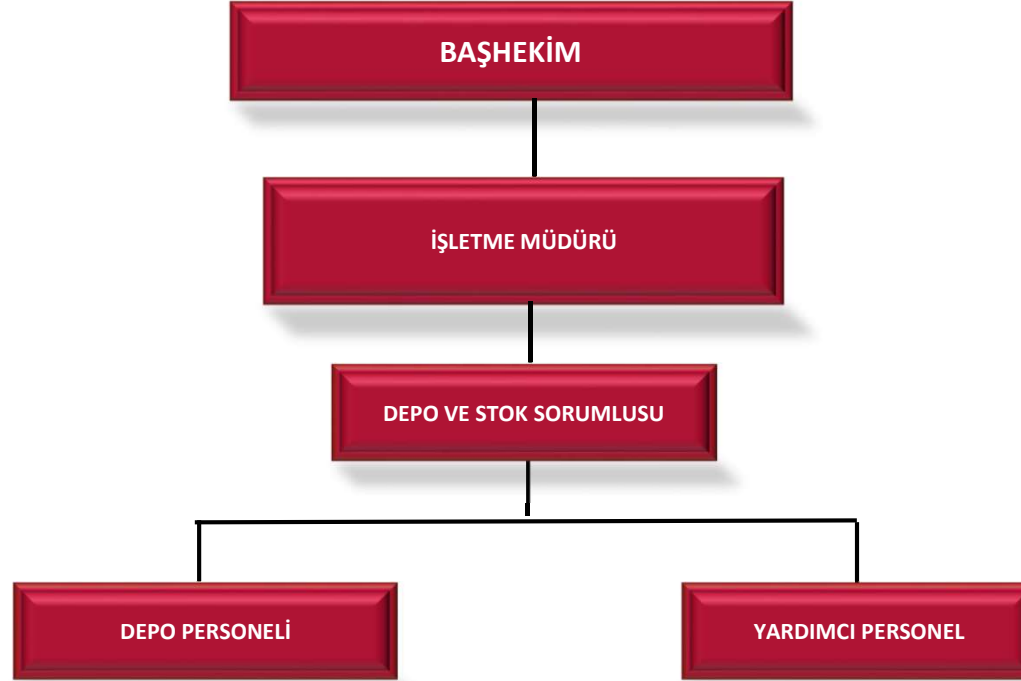 BAŞHEKİM
İŞLETME MÜDÜRÜ
DEPO VE STOK SORUMLUSU
DEPO PERSONELİ
YARDIMCI PERSONEL